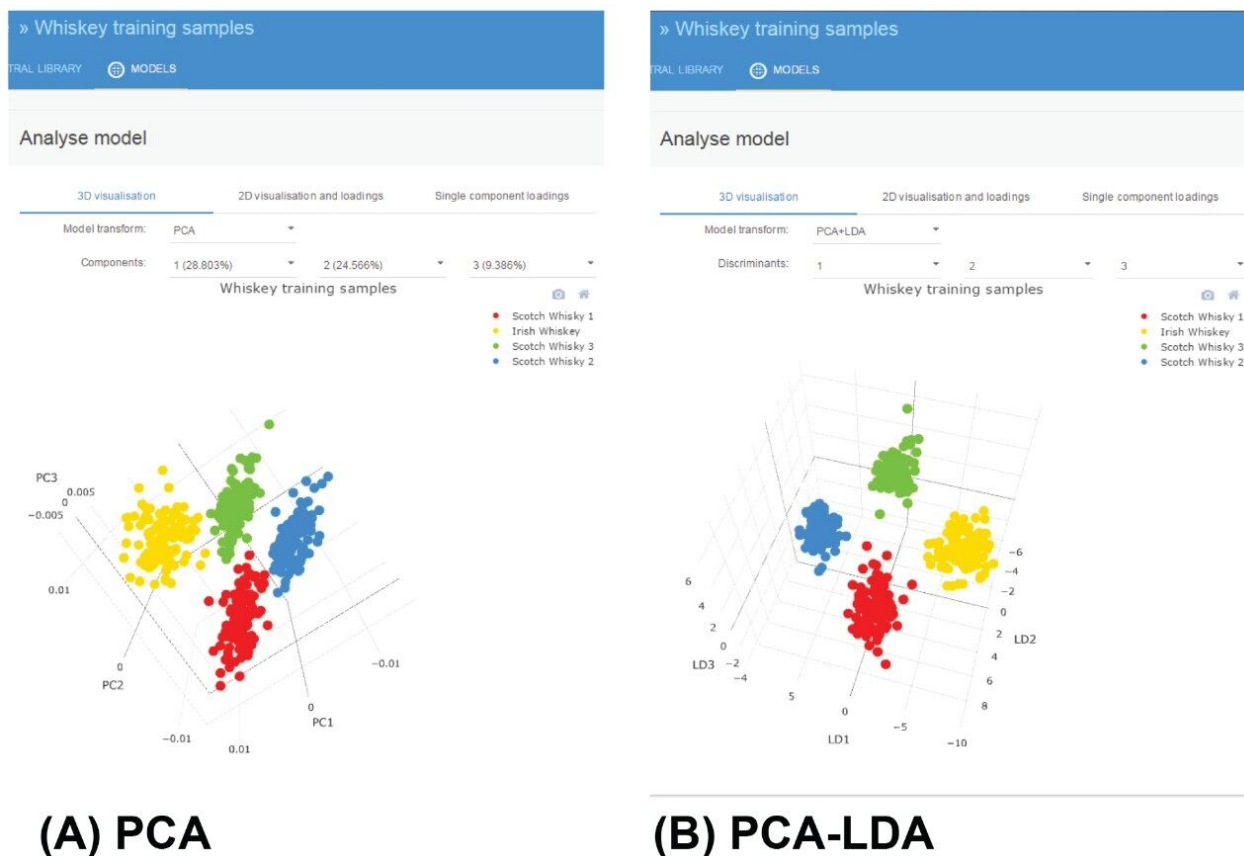 » Whiskey training samples
TRAL LIBRARY MODELS
Analyse model
3D visualisation 2D visualisation and loadings Single component loadings
Model transform: PCA
Components: 1 (28.803%) 2 (24.566%) 3 (9.386%)
Whiskey training samples
Scotch Whisky 1
Irish Whiskey
Scotch Whisky 3
Scotch Whisky 2
PC3
0.005
0
−0.005
0.01
0
PC2
−0.01
0.01
0
PC1
−0.01
(A) PCA
» Whiskey training samples
TRAL LIBRARY MODELS
Analyse model
3D visualisation 2D visualisation and loadings Single component loadings
Model transform: PCA+LDA
Discriminants: 1 2 3
Whiskey training samples
Scotch Whisky 1
Irish Whiskey
Scotch Whisky 3
Scotch Whisky 2
6
4
2
0
−2
−4
LD3
5
0
−5
−10
LD1
−6
−4
−2
0
2
4
6
8
LD2
(B) PCA-LDA